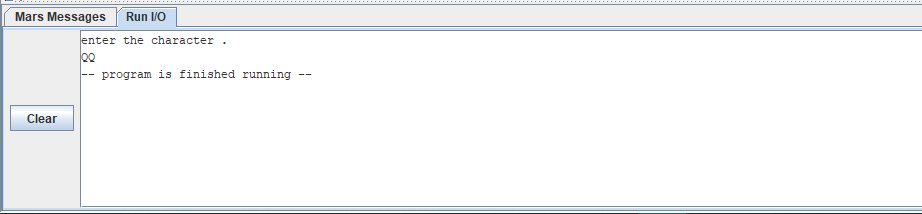 Mars Messages Run I/O
enter the character .
QQ
-- program is finished running --
Clear